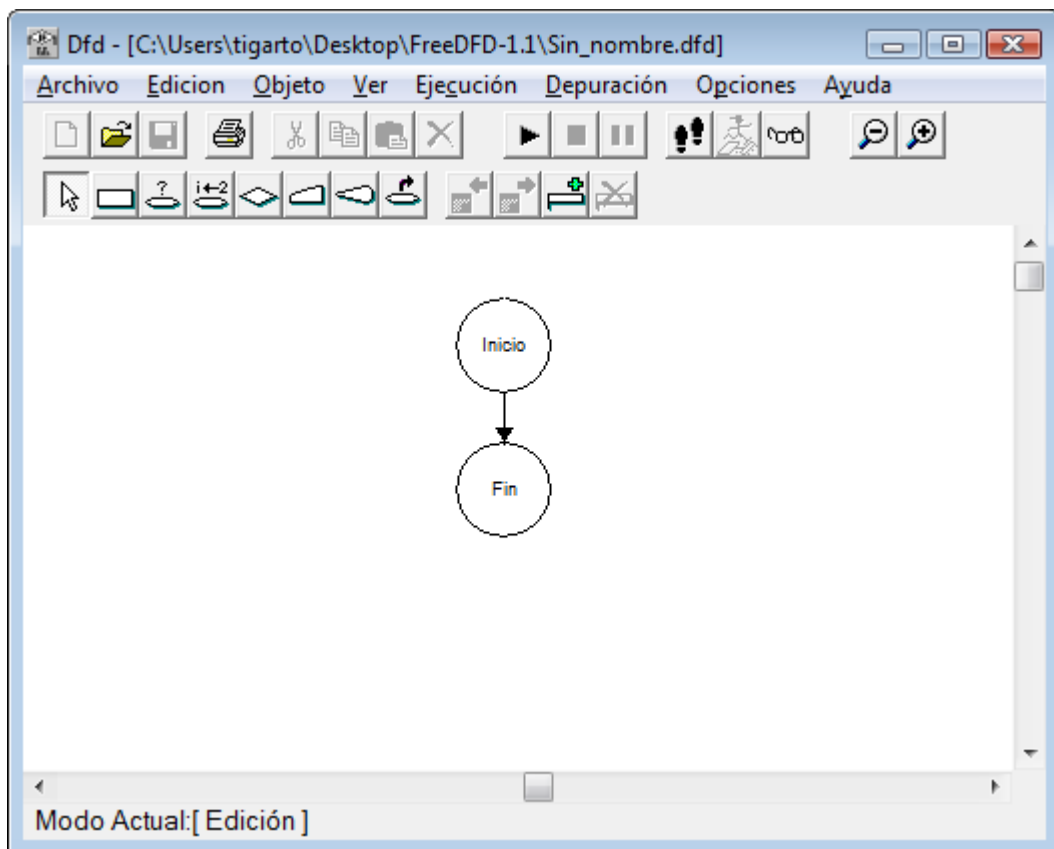 Dfd - [C:\Users\tigarto\Desktop\FreeDFD-1.1\Sin_nombre.dfd]
Archivo Edicion Objeto Ver Ejecución Depuración Opciones Ayuda
? i←2
Inicio
Fin
Modo Actual:[ Edición ]